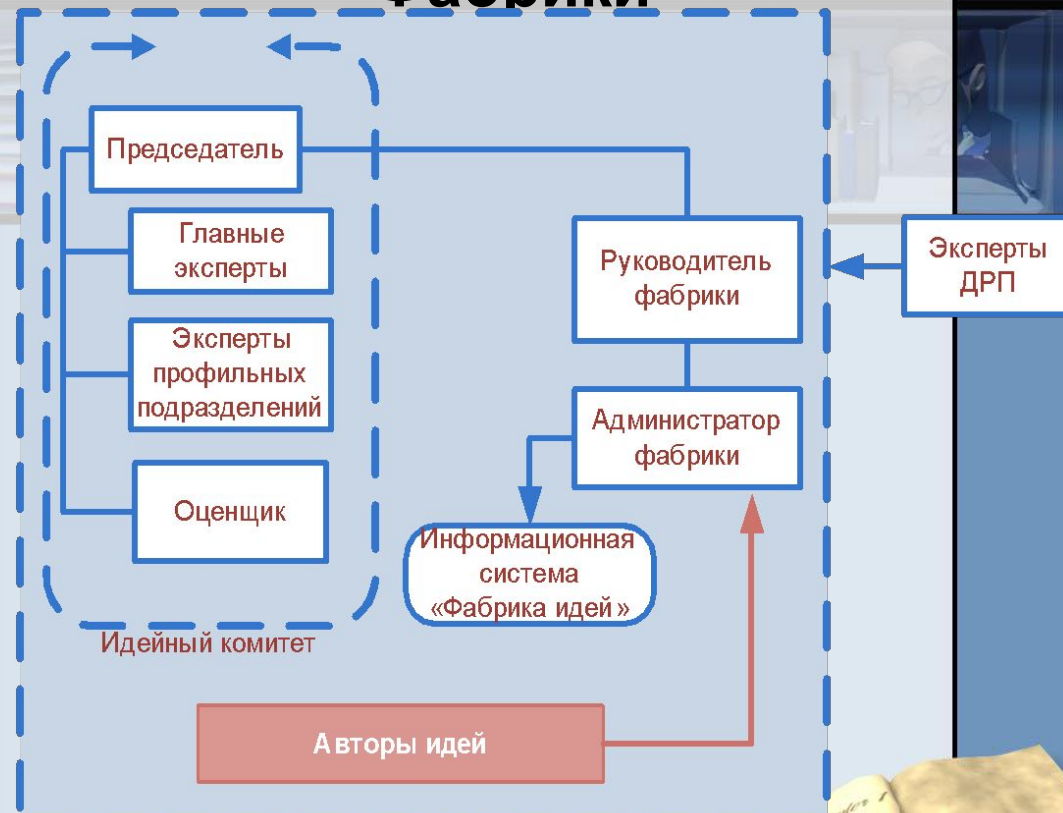 Фабрики
Председатель
Главные
эксперты
Эксперты
профильных
подразделений
Оценщик
Идейный комитет
Руководитель
фабрики
Администратор
фабрики
Информационная
система
«Фабрика идей»
Эксперты
ДРП
Авторы идей